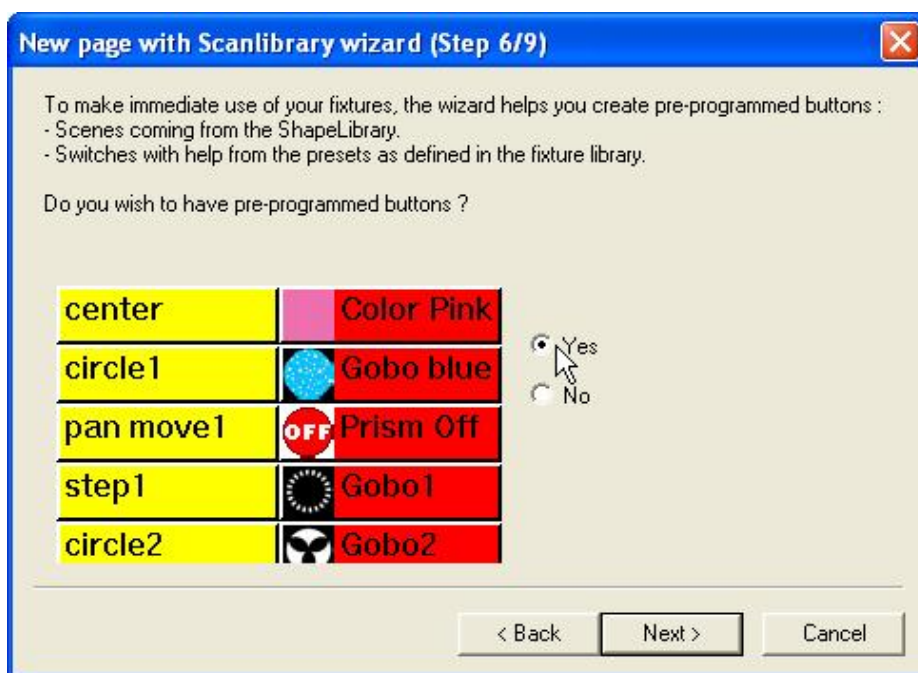 New page with Scanlibrary wizard (Step 6/9)
To make immediate use of your fixtures, the wizard helps you create pre-programmed buttons :
- Scenes coming from the ShapeLibrary.
- Switches with help from the presets as defined in the fixture library.
Do you wish to have pre-programmed buttons ?
center Color Pink
circle1 Gobo blue
pan move1 OFF Prism Off
step1 Gobo1
circle2 Gobo2
Yes
No
< Back Next > Cancel